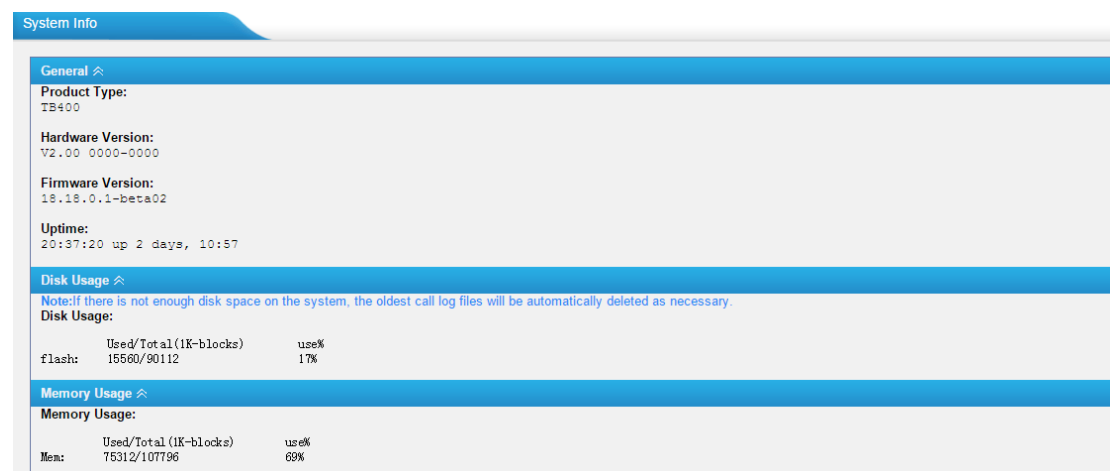 System Info
General
Product Type:
TB400
Hardware Version:
V2.00 0000-0000
Firmware Version:
18.18.0.1-beta02
Uptime:
20:37:20 up 2 days, 10:57
Disk Usage
Note:If there is not enough disk space on the system, the oldest call log files will be automatically deleted as necessary.
Disk Usage:
Used/Total(1K-blocks) use%
flash: 15560/90112 17%
Memory Usage
Memory Usage:
Used/Total(1K-blocks) use%
Mem: 75312/107796 69%